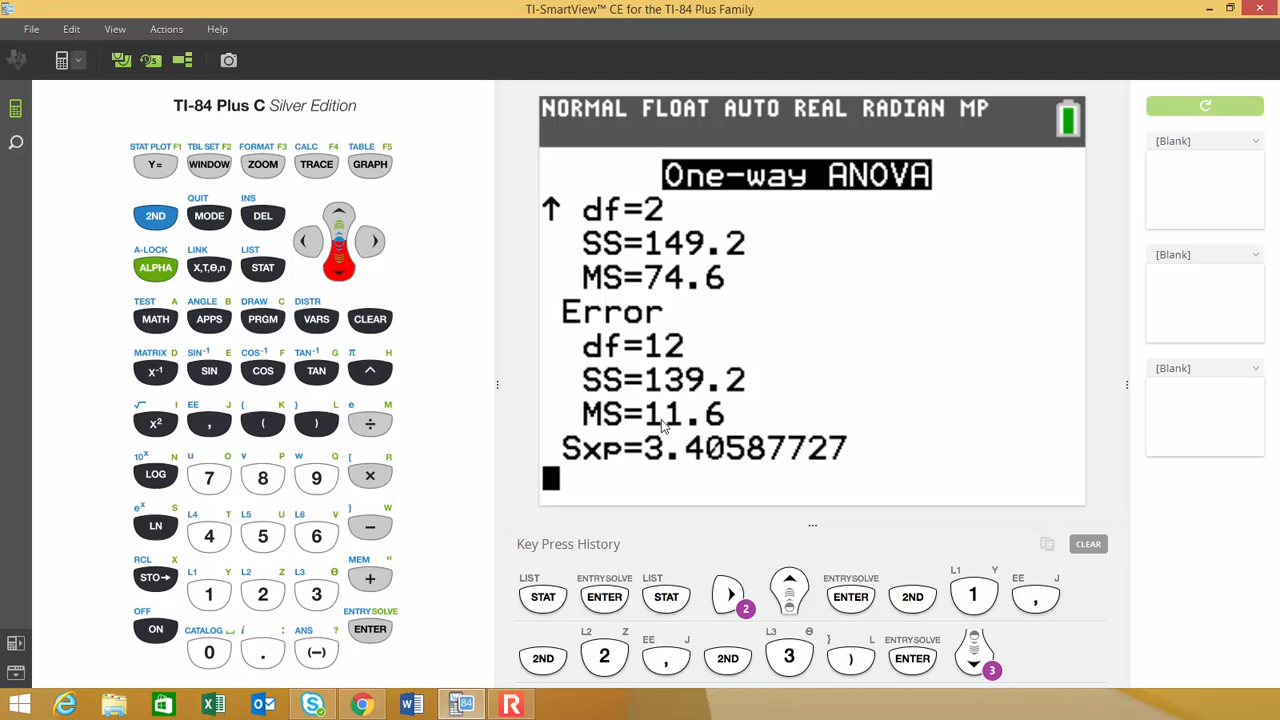 TI-SmartView™ CE for the TI-84 Plus Family
File Edit View Actions Help
TI-84 Plus C Silver Edition
STAT PLOT F1 TBL SET F2 FORMAT F3 CALC F4 TABLE F5
Y= WINDOW ZOOM TRACE GRAPH
QUIT INS
2ND MODE DEL
A-LOCK LINK LIST
ALPHA X,T,Θ,n STAT
TEST A ANGLE B DRAW C DISTR
MATH APPS PRGM VARS CLEAR
MATRIX D SIN⁻¹ E COS⁻¹ F TAN⁻¹ G π H
X⁻¹ SIN COS TAN ^
√ I EE J { K } L e M
X² , ( ) ÷
10ˣ N u O v P w Q [ R
LOG 7 8 9 ×
eˣ S L4 T L5 U L6 V ] W
LN 4 5 6 −
RCL X L1 Y L2 Z L3 Θ MEM “
STO→ 1 2 3 +
OFF CATALOG ⎵ i : ANS ? ENTRY SOLVE
ON 0 . (−) ENTER
NORMAL FLOAT AUTO REAL RADIAN MP
One-way ANOVA
↑ df=2
SS=149.2
MS=74.6
Error
df=12
SS=139.2
MS=11.6
Sxp=3.40587727
...
Key Press History
CLEAR
LIST ENTRY SOLVE LIST ENTRY SOLVE L1 Y EE J
STAT ENTER STAT 2 ENTER 2ND 1 ,
L2 Z EE J L3 Θ } L ENTRY SOLVE
2ND 2 , 2ND 3 ) ENTER 3
[Blank]
[Blank]
[Blank]